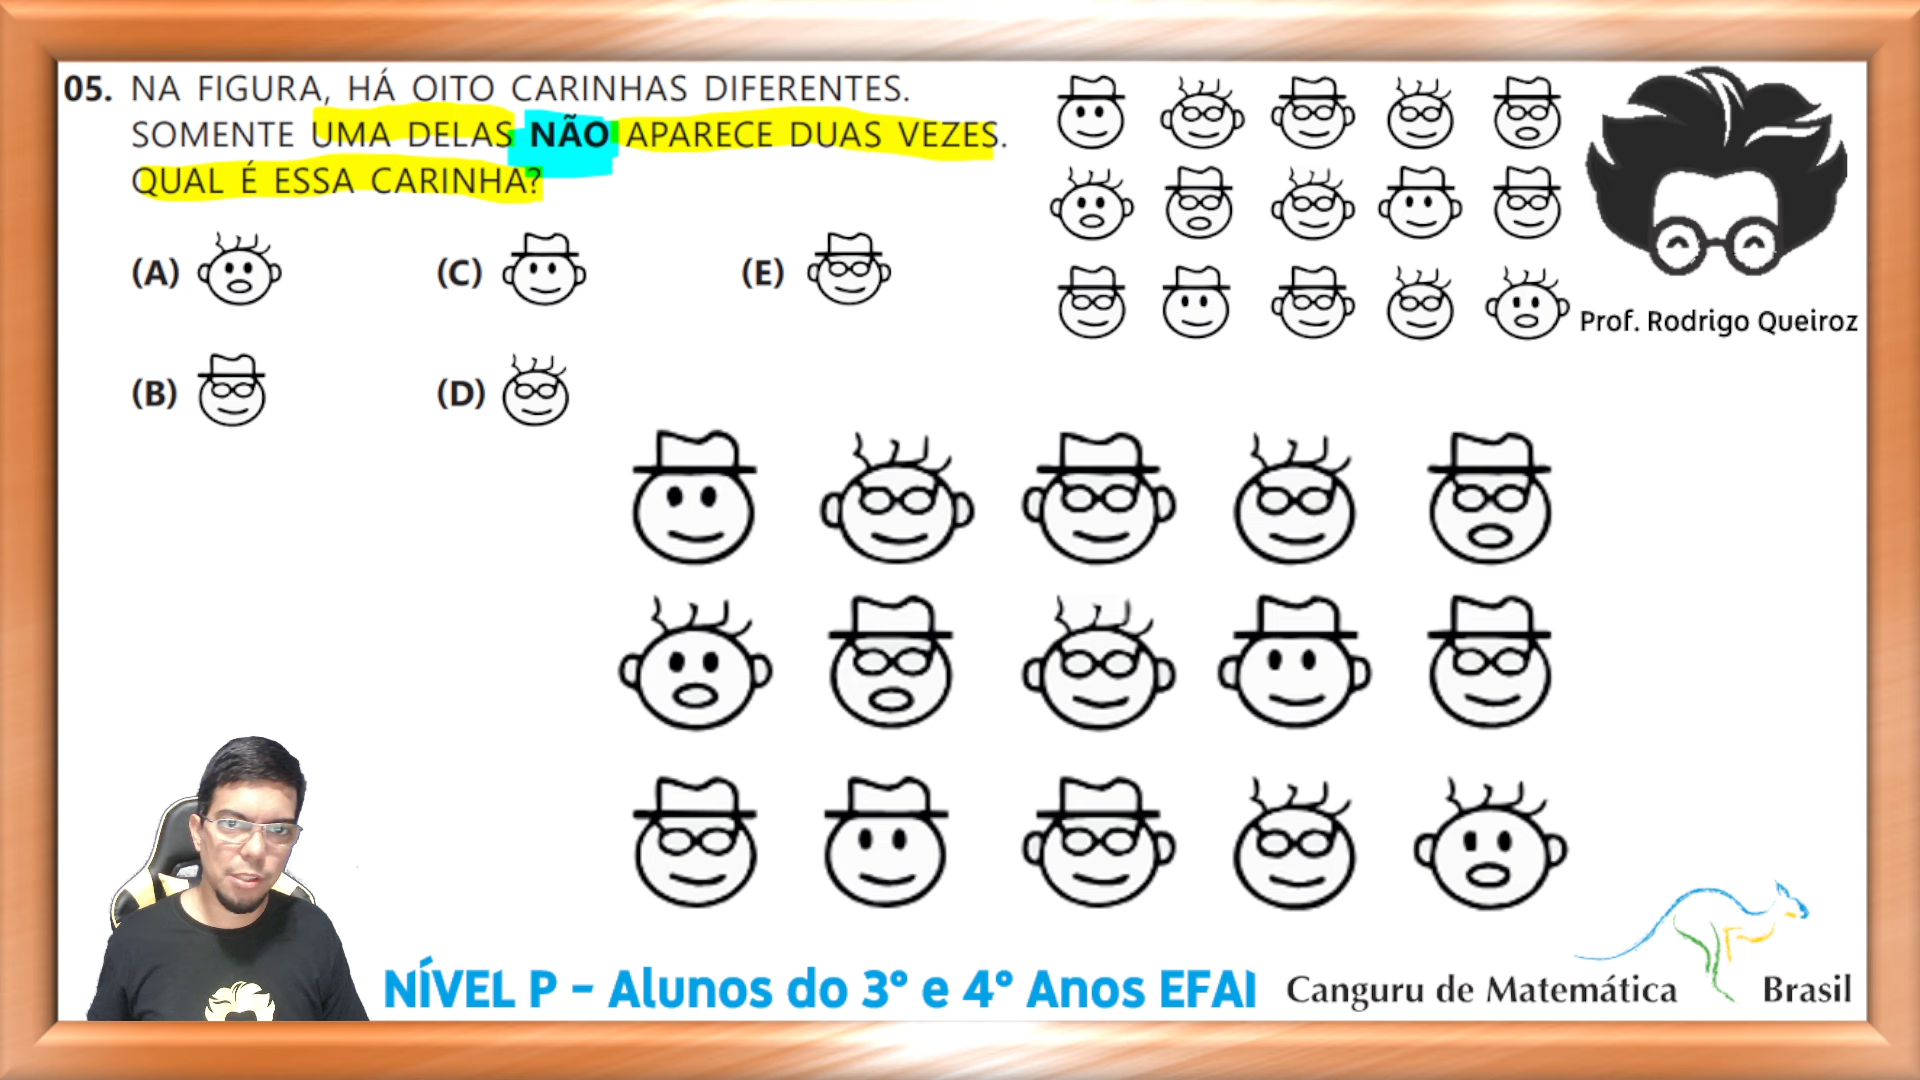 05. NA FIGURA, HÁ OITO CARINHAS DIFERENTES.
SOMENTE UMA DELAS NÃO APARECE DUAS VEZES.
QUAL É ESSA CARINHA?
(A)
(C)
(E)
(B)
(D)
Prof. Rodrigo Queiroz
NÍVEL P - Alunos do 3° e 4° Anos EFAI
Canguru de Matemática Brasil